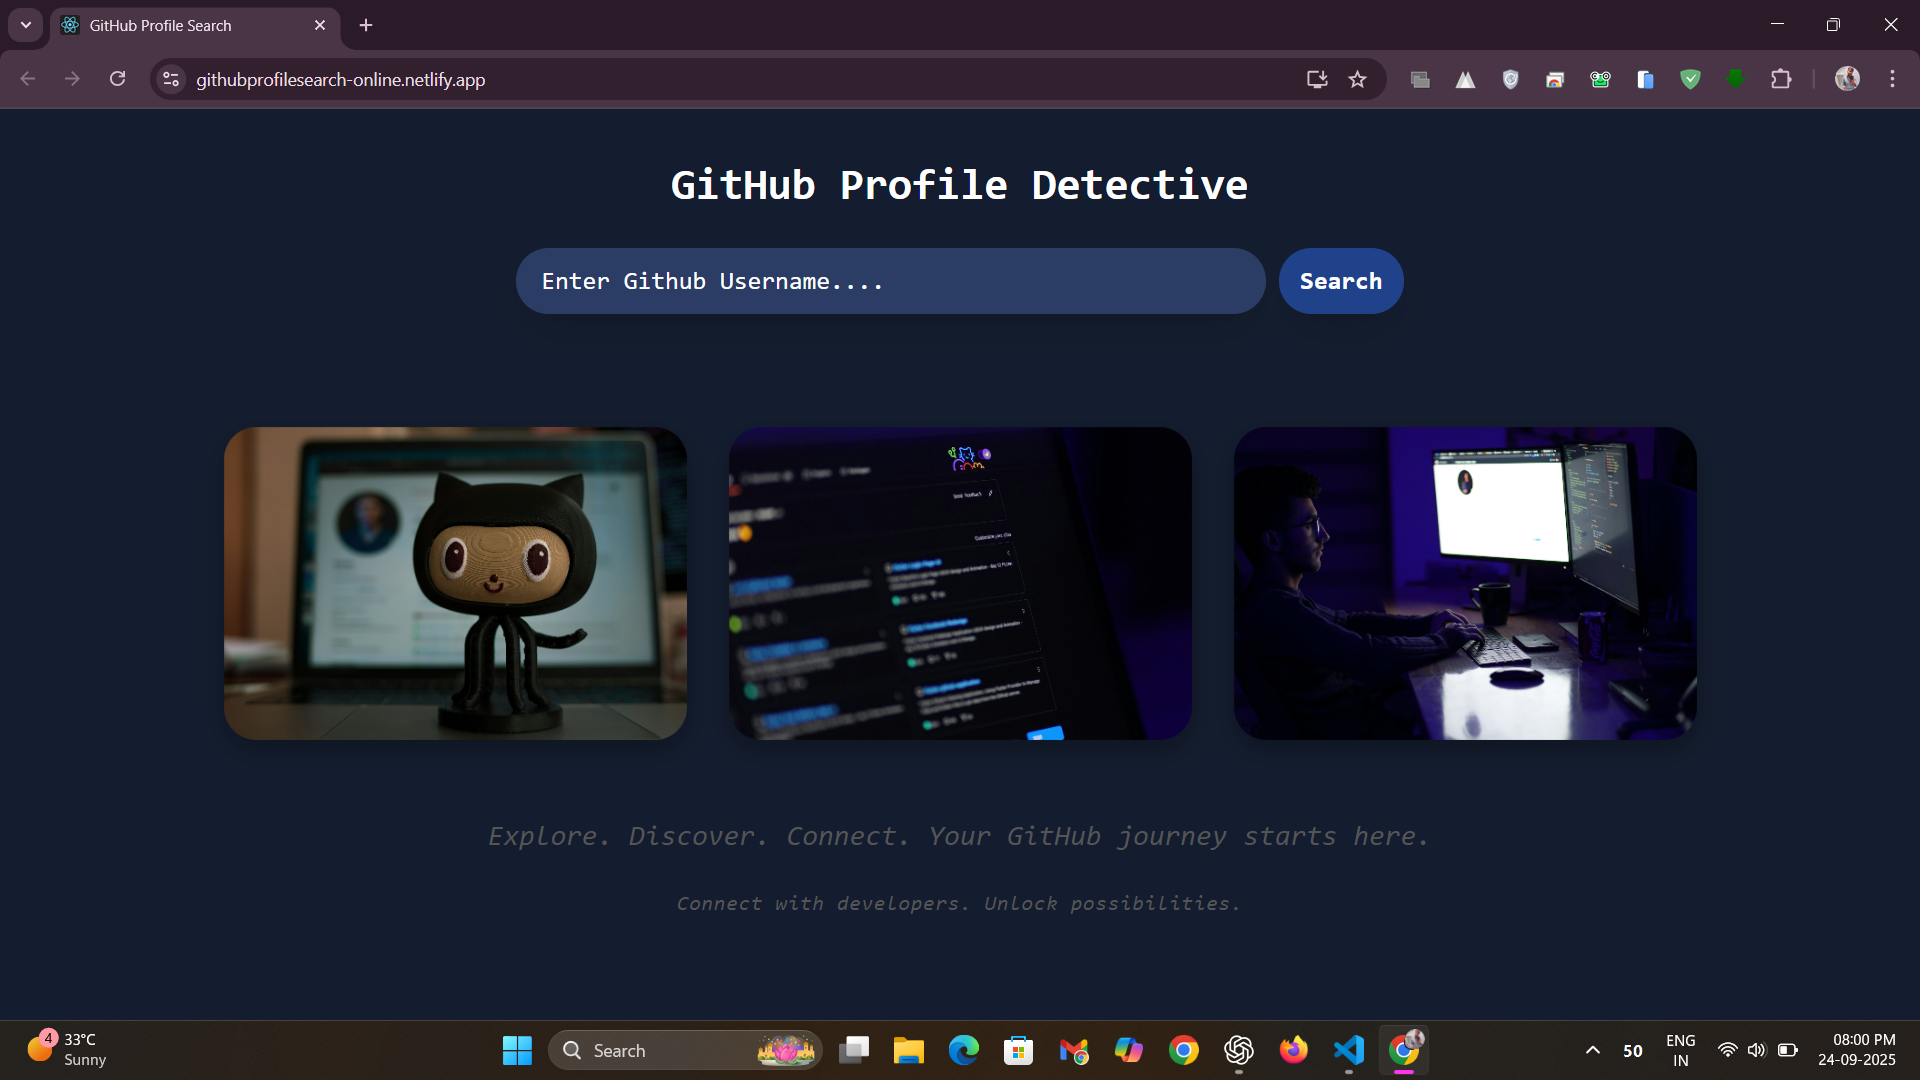 GitHub Profile Search
githubprofilesearch-online.netlify.app
GitHub Profile Detective
Enter Github Username....
Search
Send feedback
Explore. Discover. Connect. Your GitHub journey starts here.
Connect with developers. Unlock possibilities.
4
33°C
Sunny
Search
50
ENG
IN
08:00 PM
24-09-2025